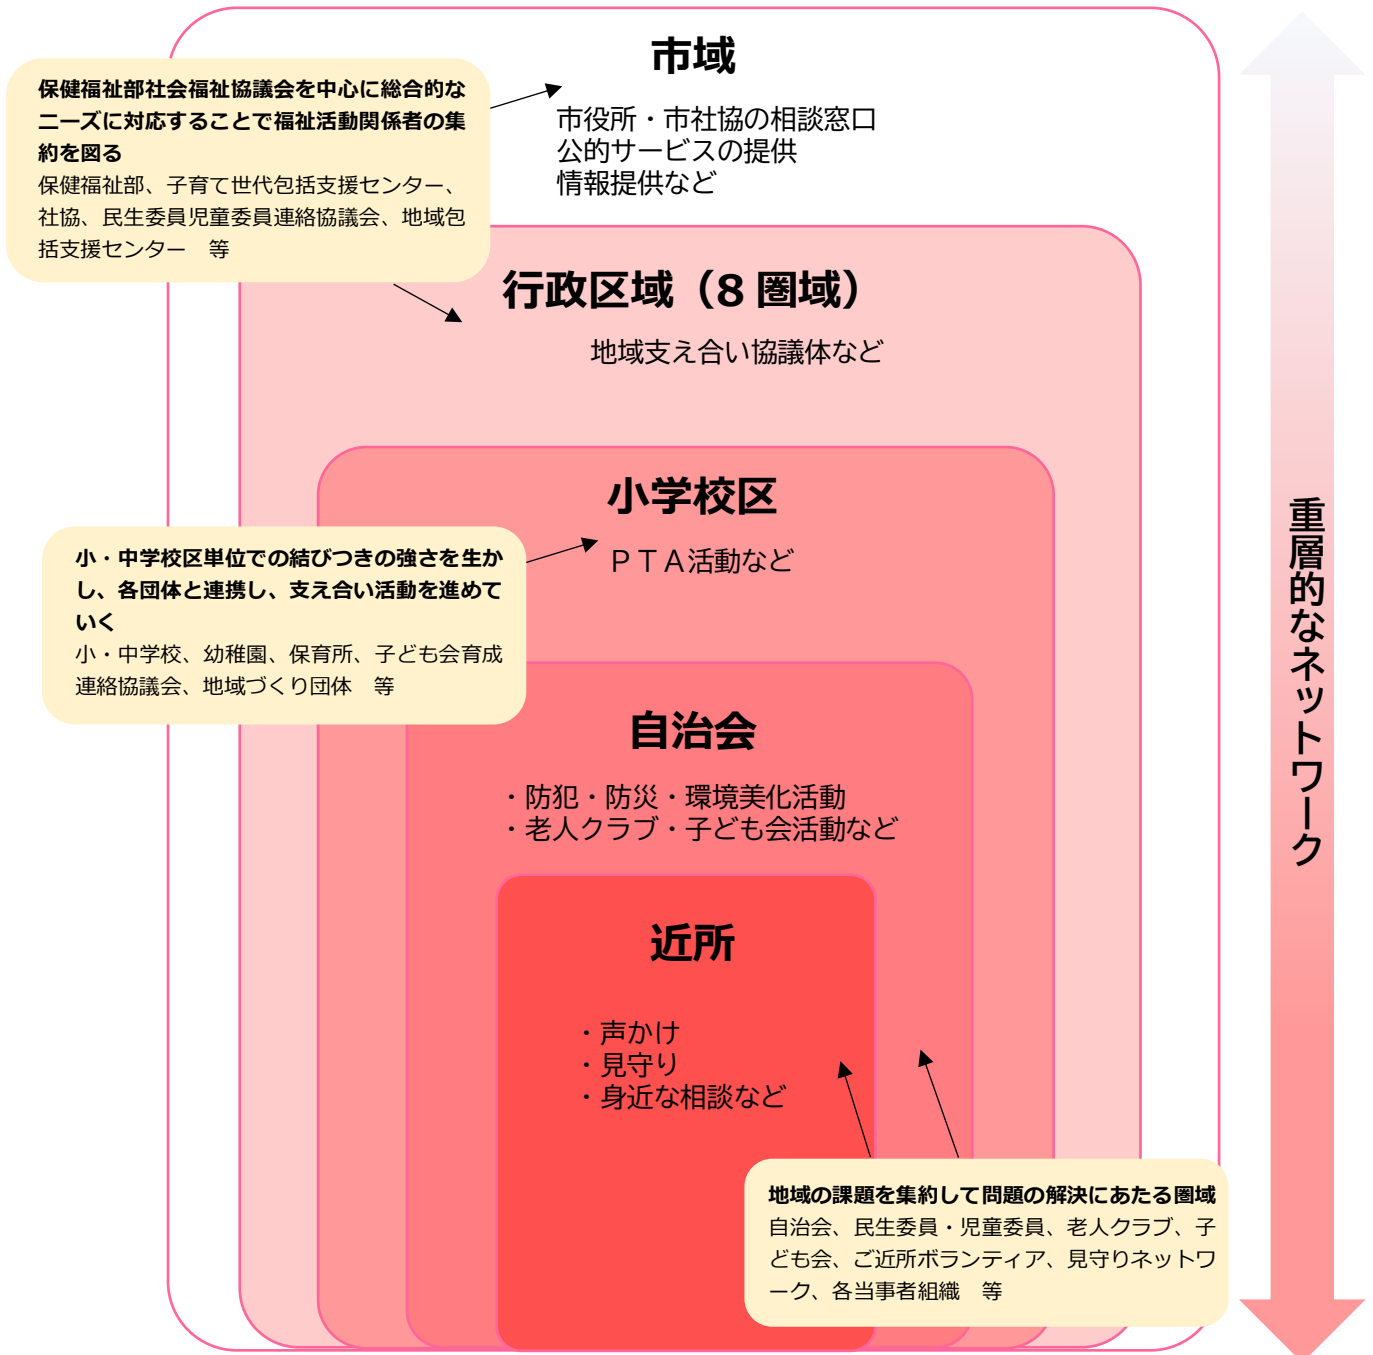 市域
市役所・市社協の相談窓口
公的サービスの提供
情報提供など
保健福祉部社会福祉協議会を中心に総合的な
ニーズに対応することで福祉活動関係者の集
約を図る
保健福祉部、子育て世代包括支援センター、
社協、民生委員児童委員連絡協議会、地域包
括支援センター　等
行政区域（8 圏域）
地域支え合い協議体など
小学校区
ＰＴＡ活動など
小・中学校区単位での結びつきの強さを生か
し、各団体と連携し、支え合い活動を進めて
いく
小・中学校、幼稚園、保育所、子ども会育成
連絡協議会、地域づくり団体　等
自治会
・防犯・防災・環境美化活動
・老人クラブ・子ども会活動など
近所
・声かけ
・見守り
・身近な相談など
地域の課題を集約して問題の解決にあたる圏域
自治会、民生委員・児童委員、老人クラブ、子
ども会、ご近所ボランティア、見守りネットワ
ーク、各当事者組織　等
重層的なネットワーク